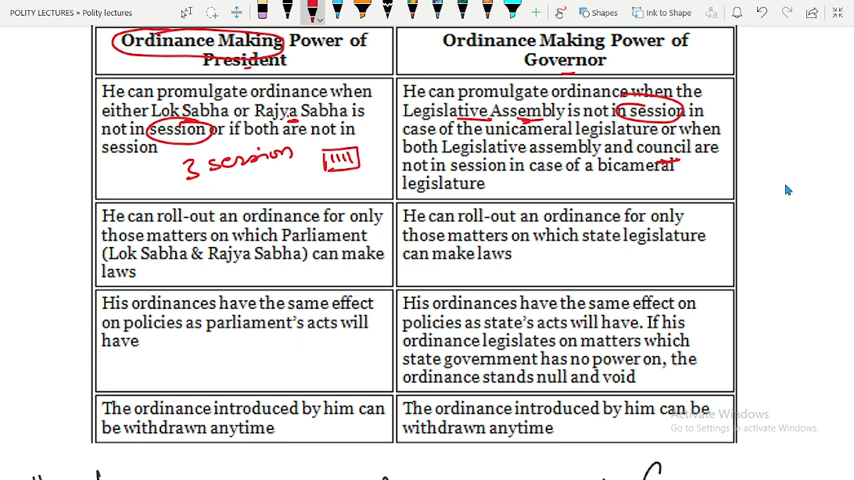 POLITY LECTURES - Polity lectures
Shapes
Ink to Shape
Ordinance Making Power of
President
Ordinance Making Power of
Governor
He can promulgate ordinance when
either Lok Sabha or Rajya Sabha is
not in session or if both are not in
session
3 session
He can promulgate ordinance when the
Legislative Assembly is not in session in
case of the unicameral legislature or when
both Legislative assembly and council are
not in session in case of a bicameral
legislature
He can roll-out an ordinance for only
those matters on which Parliament
(Lok Sabha & Rajya Sabha) can make
laws
He can roll-out an ordinance for only
those matters on which state legislature
can make laws
His ordinances have the same effect
on policies as parliament's acts will
have
His ordinances have the same effect on
policies as state's acts will have. If his
ordinance legislates on matters which
state government has no power on, the
ordinance stands null and void
The ordinance introduced by him can
be withdrawn anytime
The ordinance introduced by him can be
withdrawn anytime
Activate Windows
Go to Settings to activate Windows.